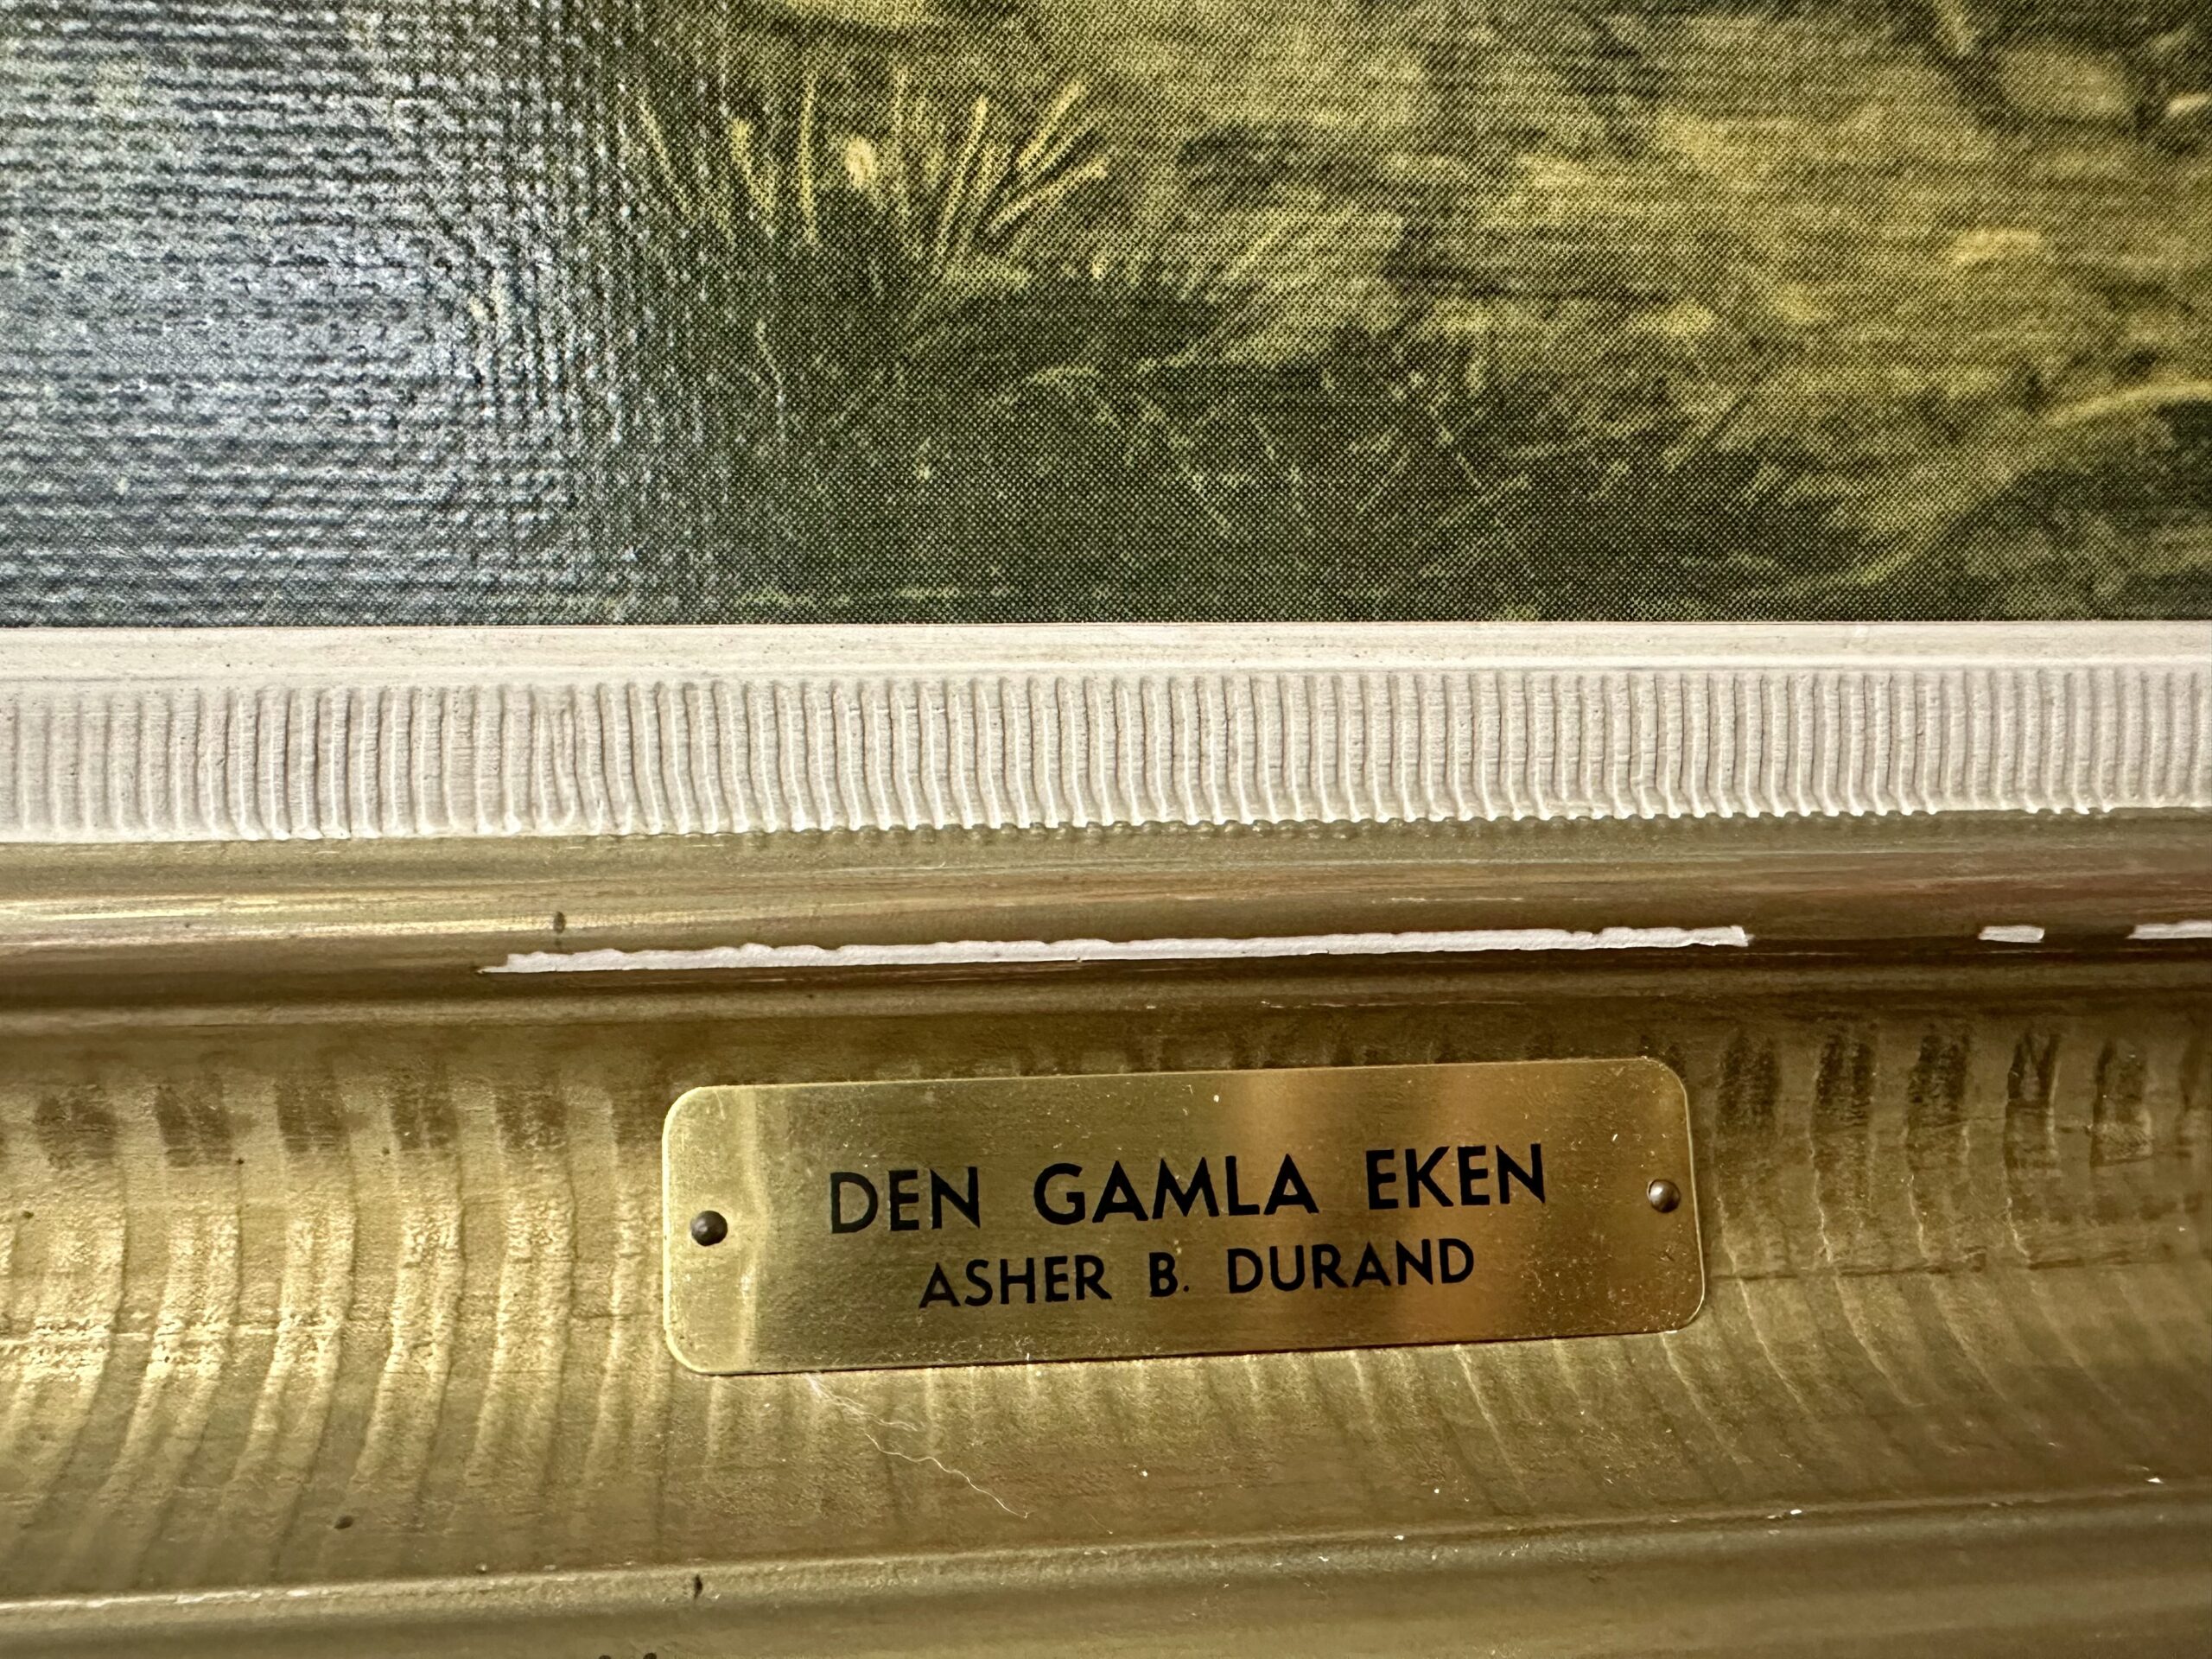 DEN GAMLA EKEN
ASHER B. DURAND